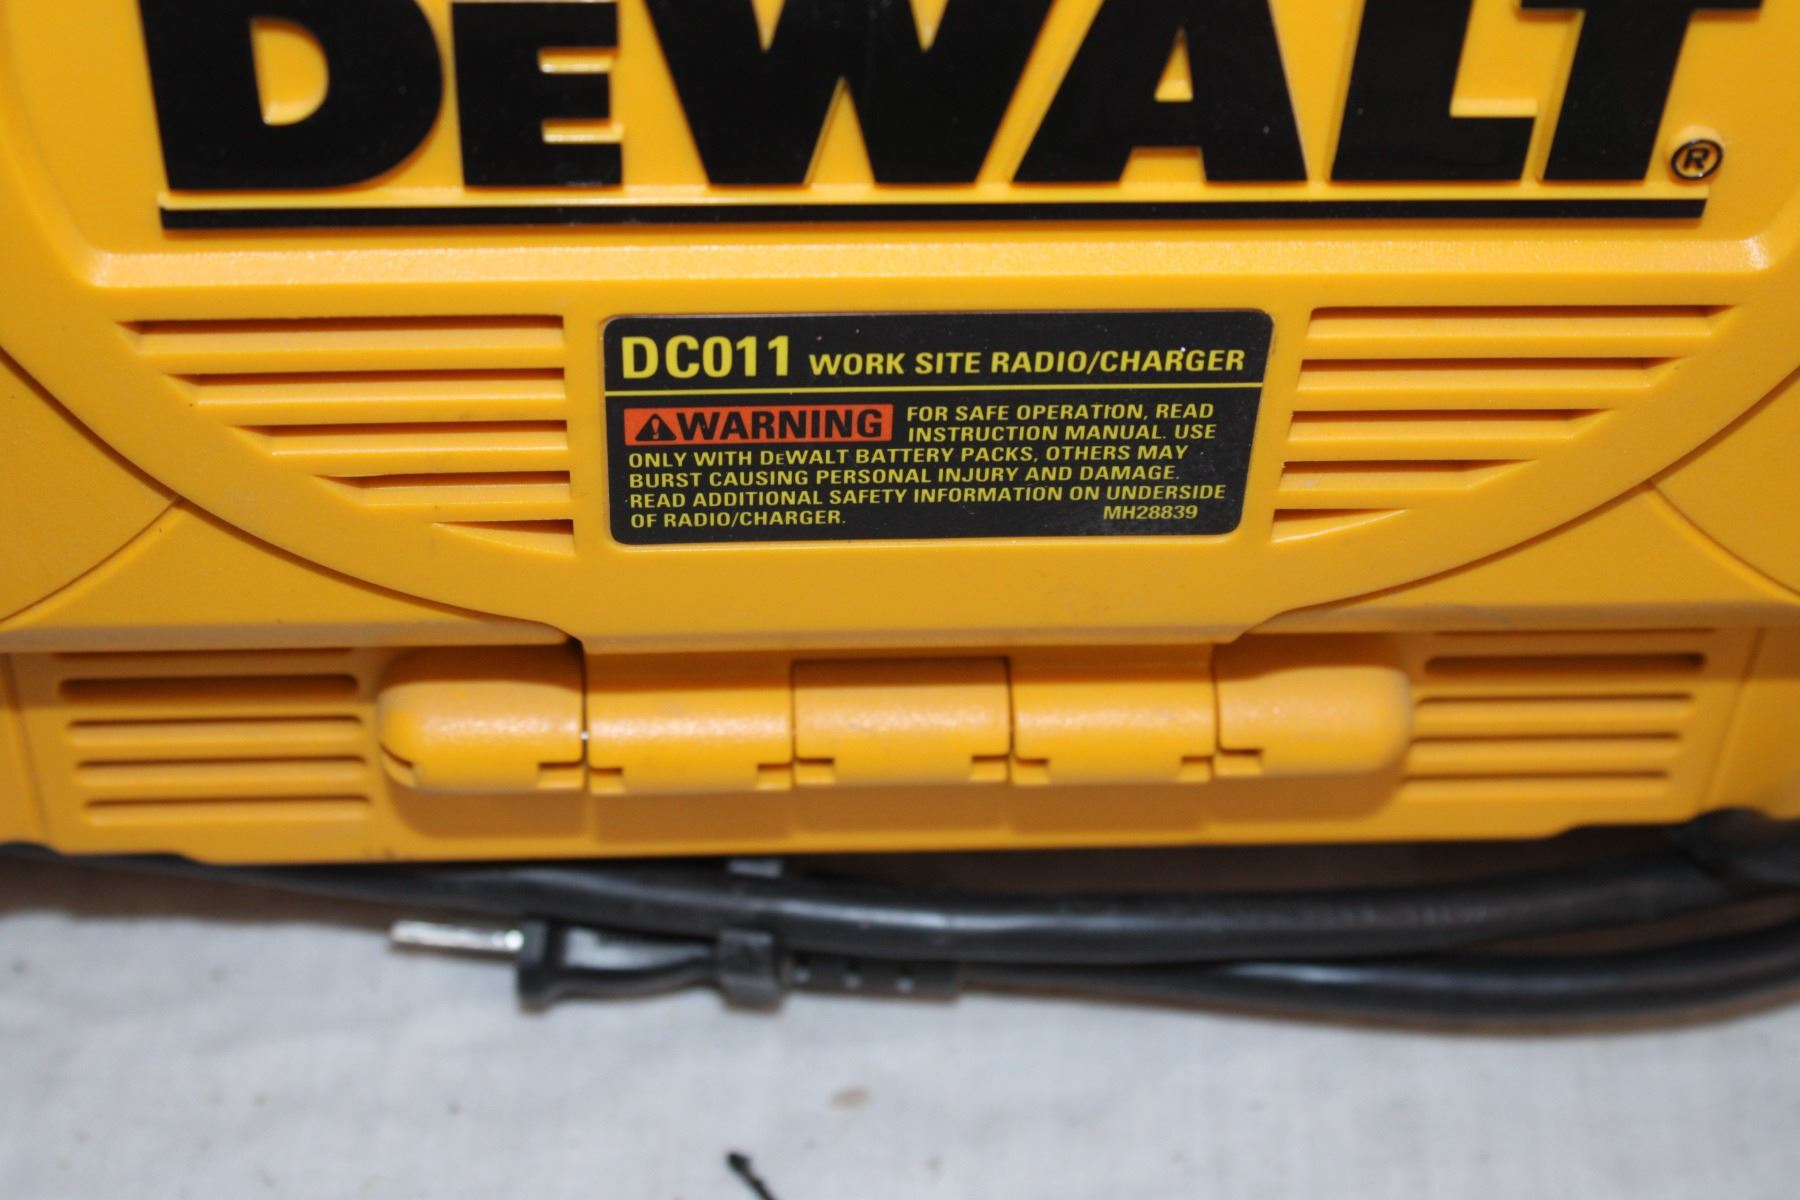 DEWALT®
DC011 WORK SITE RADIO/CHARGER
WARNING FOR SAFE OPERATION, READ
INSTRUCTION MANUAL. USE
ONLY WITH DEWALT BATTERY PACKS, OTHERS MAY
BURST CAUSING PERSONAL INJURY AND DAMAGE.
READ ADDITIONAL SAFETY INFORMATION ON UNDERSIDE
OF RADIO/CHARGER. MH28839